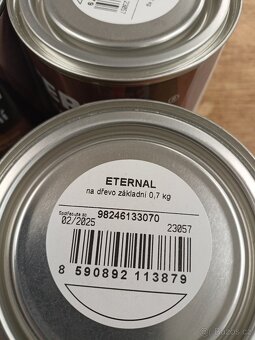 ETERNAL
na dřevo základní 0,7 kg
Spotřebujte do 98246133070
02/2025 23057
8 590892 113879